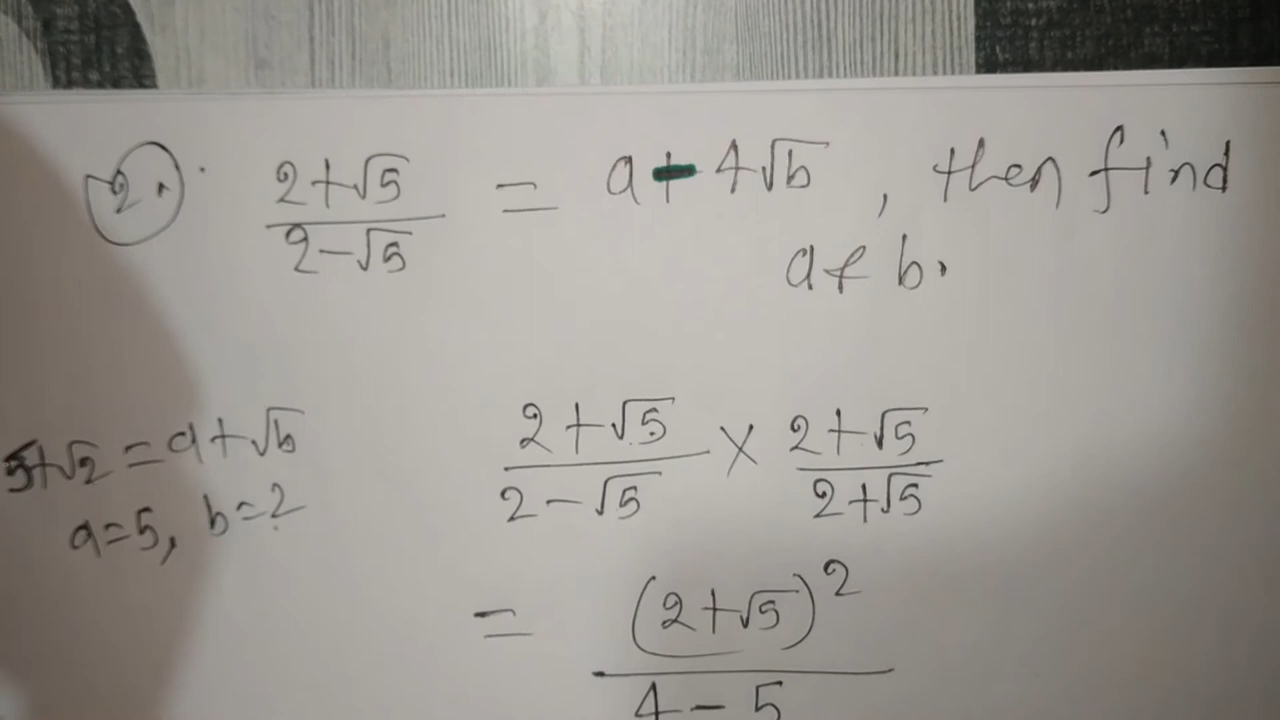 2. (2+√5)/(2-√5) = a-4√b, then find
a & b.
5+√2 = a+√b
a=5, b=2
(2+√5)/(2-√5) × (2+√5)/(2+√5)
= (2+√5)²/(4-5)